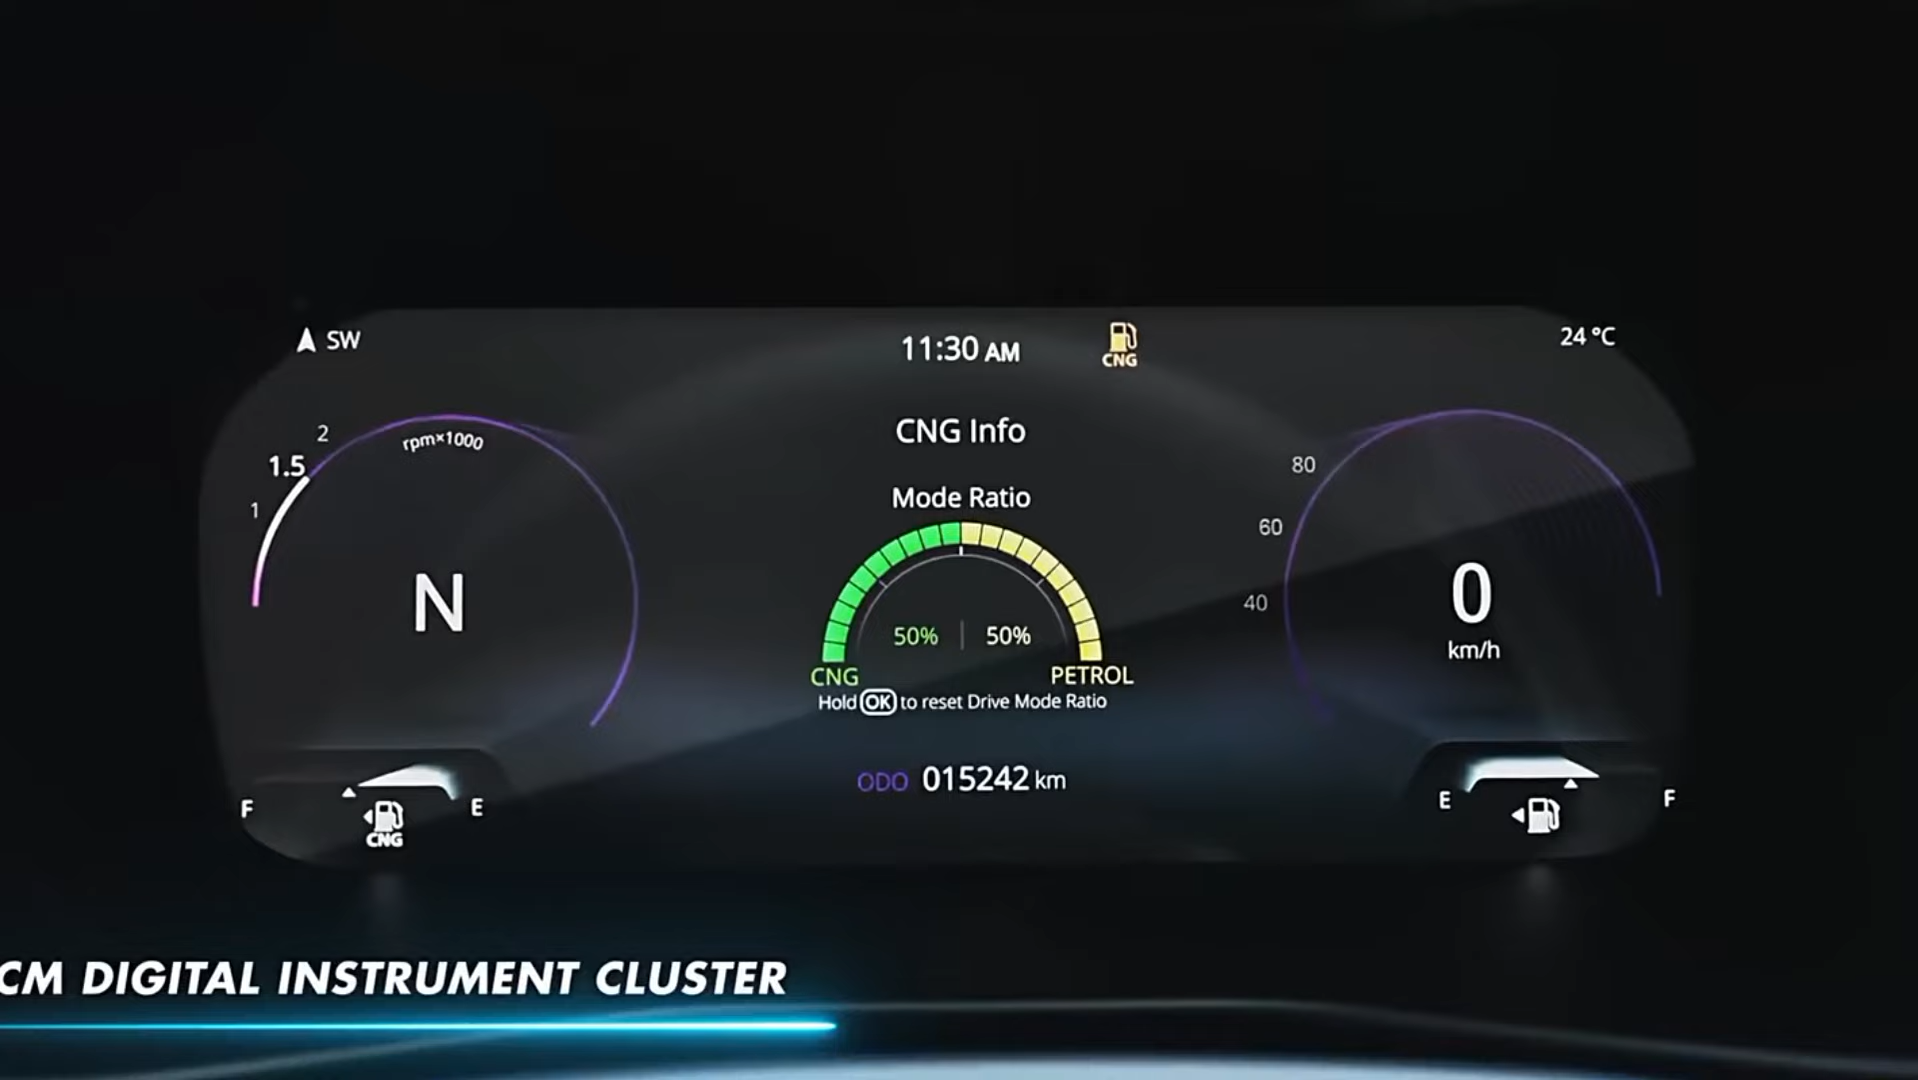 SW
11:30 AM
CNG
24 °C
2
rpm×1000
1.5
1
N
CNG Info
Mode Ratio
50% | 50%
CNG PETROL
Hold OK to reset Drive Mode Ratio
ODO 015242 km
80
60
40
0
km/h
F E
CNG
E F
CM DIGITAL INSTRUMENT CLUSTER